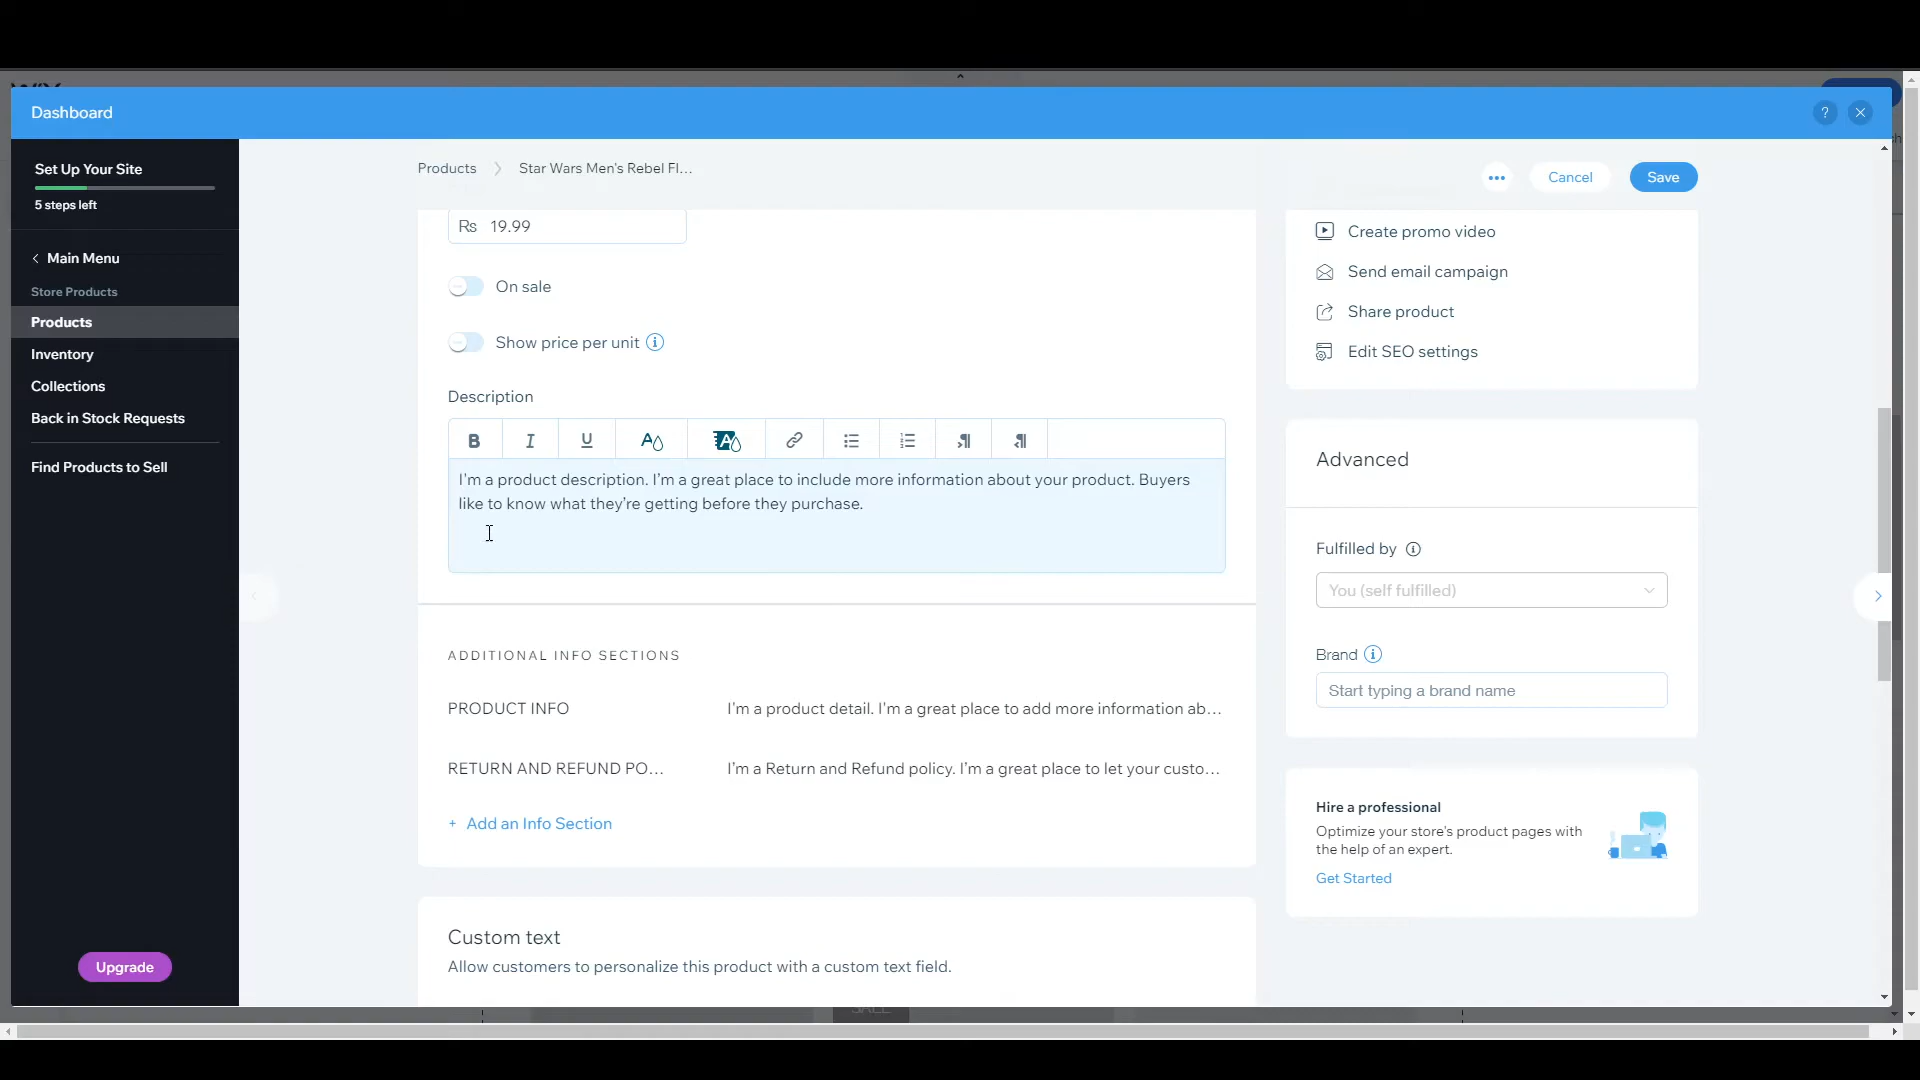 Dashboard
?
Set Up Your Site
5 steps left
Main Menu
Store Products
Products
Inventory
Collections
Back in Stock Requests
Find Products to Sell
Upgrade
Products > Star Wars Men's Rebel Fl...
Cancel
Save
Rs 19.99
On sale
Show price per unit
Description
B I U A A
I'm a product description. I'm a great place to include more information about your product. Buyers
like to know what they're getting before they purchase.
ADDITIONAL INFO SECTIONS
PRODUCT INFO I'm a product detail. I'm a great place to add more information ab...
RETURN AND REFUND PO... I'm a Return and Refund policy. I'm a great place to let your custo...
+ Add an Info Section
Custom text
Allow customers to personalize this product with a custom text field.
Create promo video
Send email campaign
Share product
Edit SEO settings
Advanced
Fulfilled by
You (self fulfilled)
Brand
Start typing a brand name
Hire a professional
Optimize your store's product pages with
the help of an expert.
Get Started